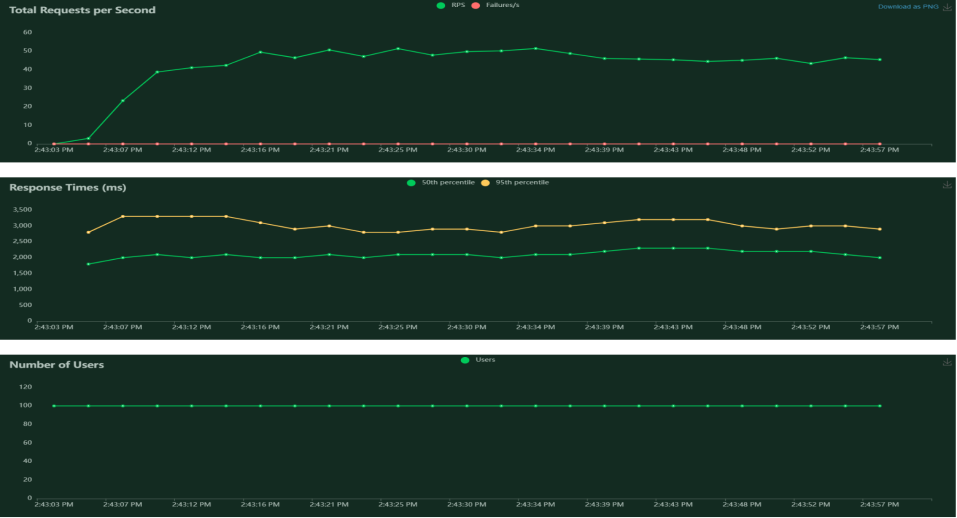 Total Requests per Second
RPS Failures/s
Download as PNG
60
50
40
30
20
10
0
2:43:03 PM 2:43:07 PM 2:43:12 PM 2:43:16 PM 2:43:21 PM 2:43:25 PM 2:43:30 PM 2:43:34 PM 2:43:39 PM 2:43:43 PM 2:43:48 PM 2:43:52 PM 2:43:57 PM
Response Times (ms)
50th percentile 95th percentile
3,500
3,000
2,500
2,000
1,500
1,000
500
0
2:43:03 PM 2:43:07 PM 2:43:12 PM 2:43:16 PM 2:43:21 PM 2:43:25 PM 2:43:30 PM 2:43:34 PM 2:43:39 PM 2:43:43 PM 2:43:48 PM 2:43:52 PM 2:43:57 PM
Number of Users
Users
120
100
80
60
40
20
0
2:43:03 PM 2:43:07 PM 2:43:12 PM 2:43:16 PM 2:43:21 PM 2:43:25 PM 2:43:30 PM 2:43:34 PM 2:43:39 PM 2:43:43 PM 2:43:48 PM 2:43:52 PM 2:43:57 PM